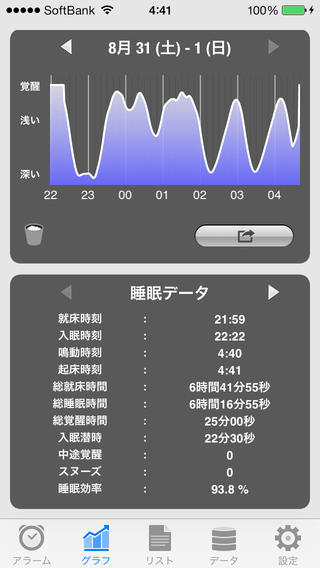 SoftBank 4:41 100%
8月 31 (土) - 1 (日)
覚醒
浅い
深い
22 23 00 01 02 03 04
睡眠データ
就床時刻 : 21:59
入眠時刻 : 22:22
鳴動時刻 : 4:40
起床時刻 : 4:41
総就床時間 : 6時間41分55秒
総睡眠時間 : 6時間16分55秒
総覚醒時間 : 25分00秒
入眠潜時 : 22分30秒
中途覚醒 : 0
スヌーズ : 0
睡眠効率 : 93.8 %
アラーム グラフ リスト データ 設定